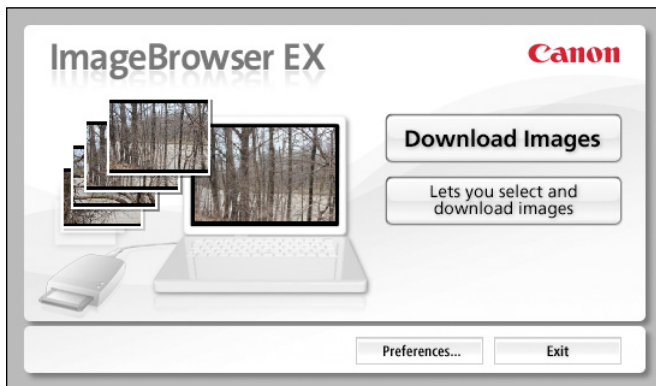 ImageBrowser EX
Canon
Download Images
Lets you select and
download images
Preferences...
Exit